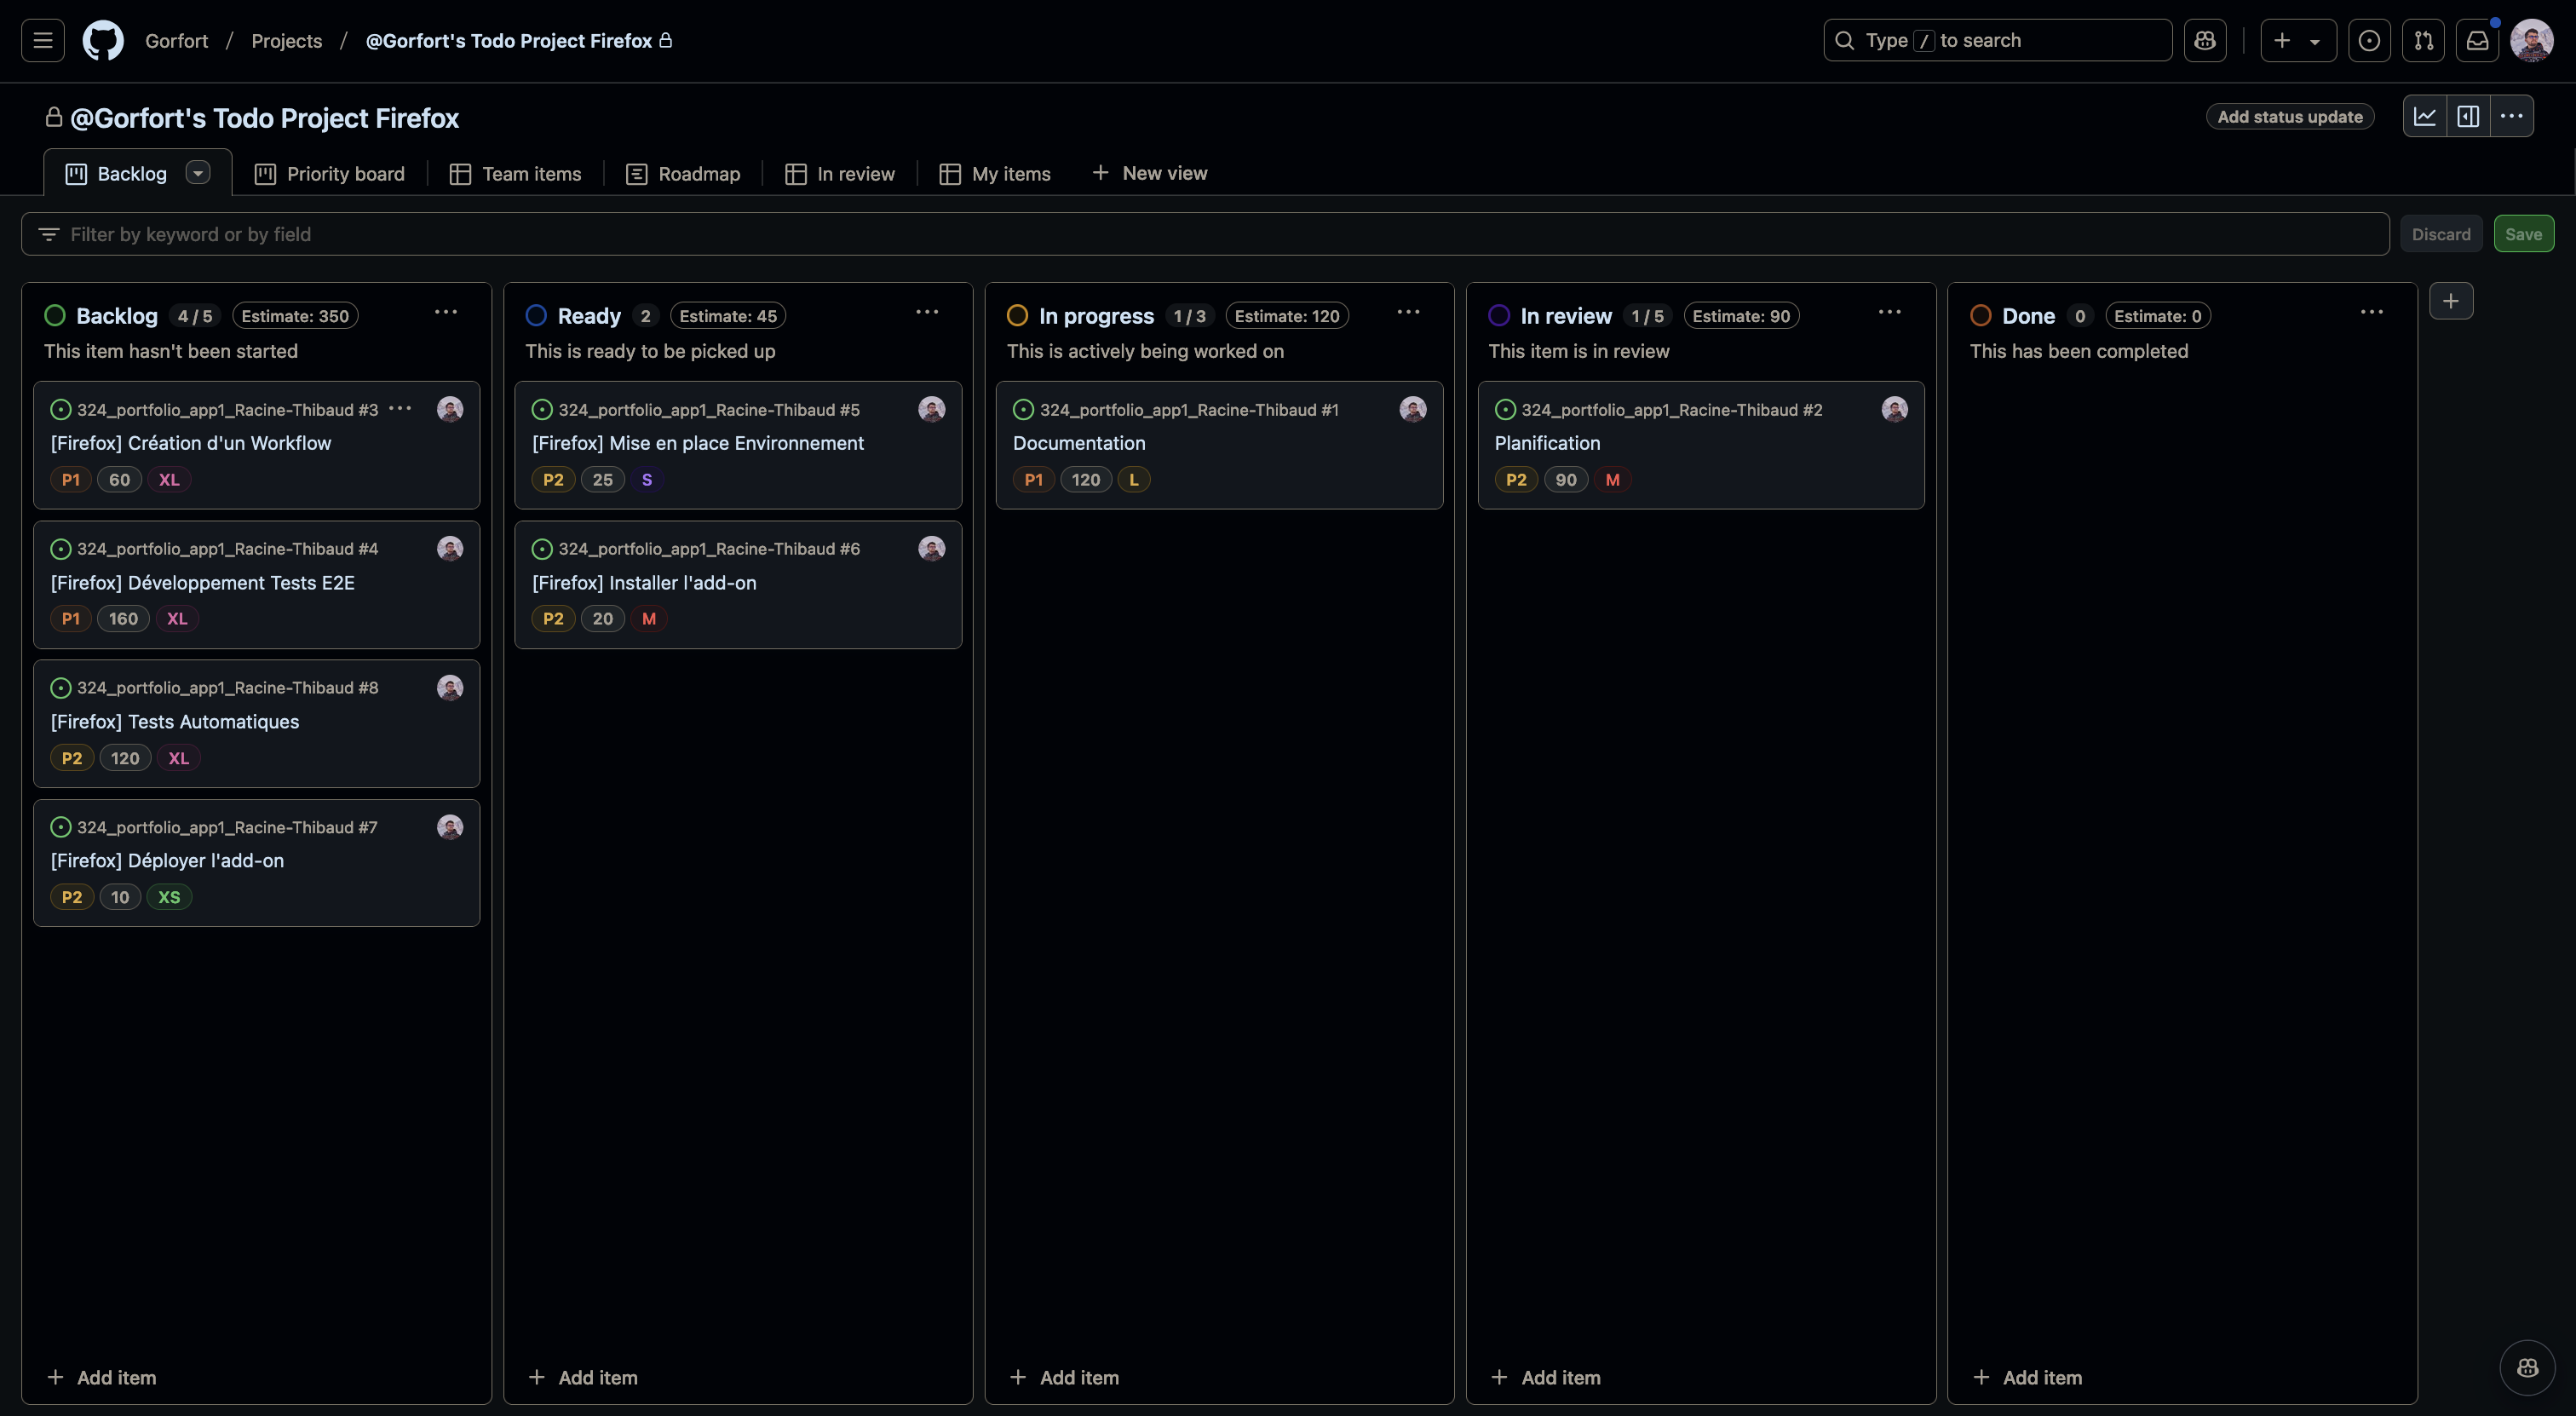 Gorfort / Projects / @Gorfort's Todo Project Firefox
Type / to search
@Gorfort's Todo Project Firefox
Add status update
Backlog
Priority board
Team items
Roadmap
In review
My items
New view
Filter by keyword or by field
Discard
Save
Backlog 4 / 5 Estimate: 350
This item hasn't been started
324_portfolio_app1_Racine-Thibaud #3
[Firefox] Création d'un Workflow
P1 60 XL
324_portfolio_app1_Racine-Thibaud #4
[Firefox] Développement Tests E2E
P1 160 XL
324_portfolio_app1_Racine-Thibaud #8
[Firefox] Tests Automatiques
P2 120 XL
324_portfolio_app1_Racine-Thibaud #7
[Firefox] Déployer l'add-on
P2 10 XS
Add item
Ready 2 Estimate: 45
This is ready to be picked up
324_portfolio_app1_Racine-Thibaud #5
[Firefox] Mise en place Environnement
P2 25 S
324_portfolio_app1_Racine-Thibaud #6
[Firefox] Installer l'add-on
P2 20 M
Add item
In progress 1 / 3 Estimate: 120
This is actively being worked on
324_portfolio_app1_Racine-Thibaud #1
Documentation
P1 120 L
Add item
In review 1 / 5 Estimate: 90
This item is in review
324_portfolio_app1_Racine-Thibaud #2
Planification
P2 90 M
Add item
Done 0 Estimate: 0
This has been completed
Add item